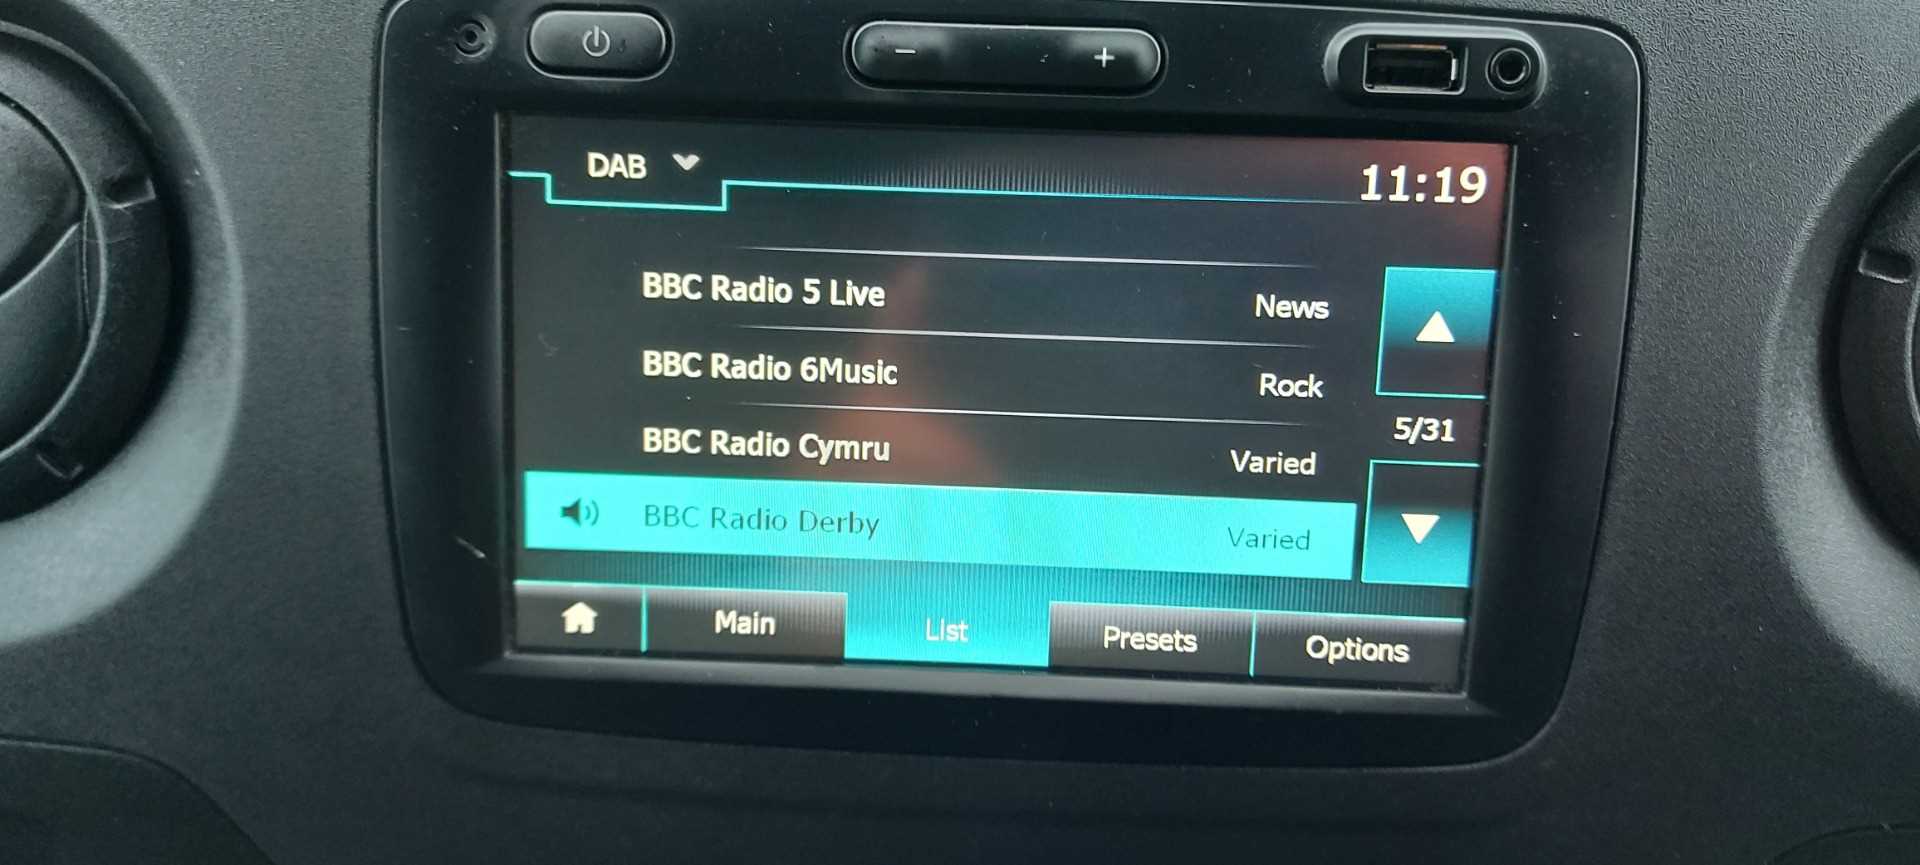 DAB
11:19
BBC Radio 5 Live News
BBC Radio 6Music Rock
5/31
BBC Radio Cymru Varied
BBC Radio Derby Varied
Main List Presets Options